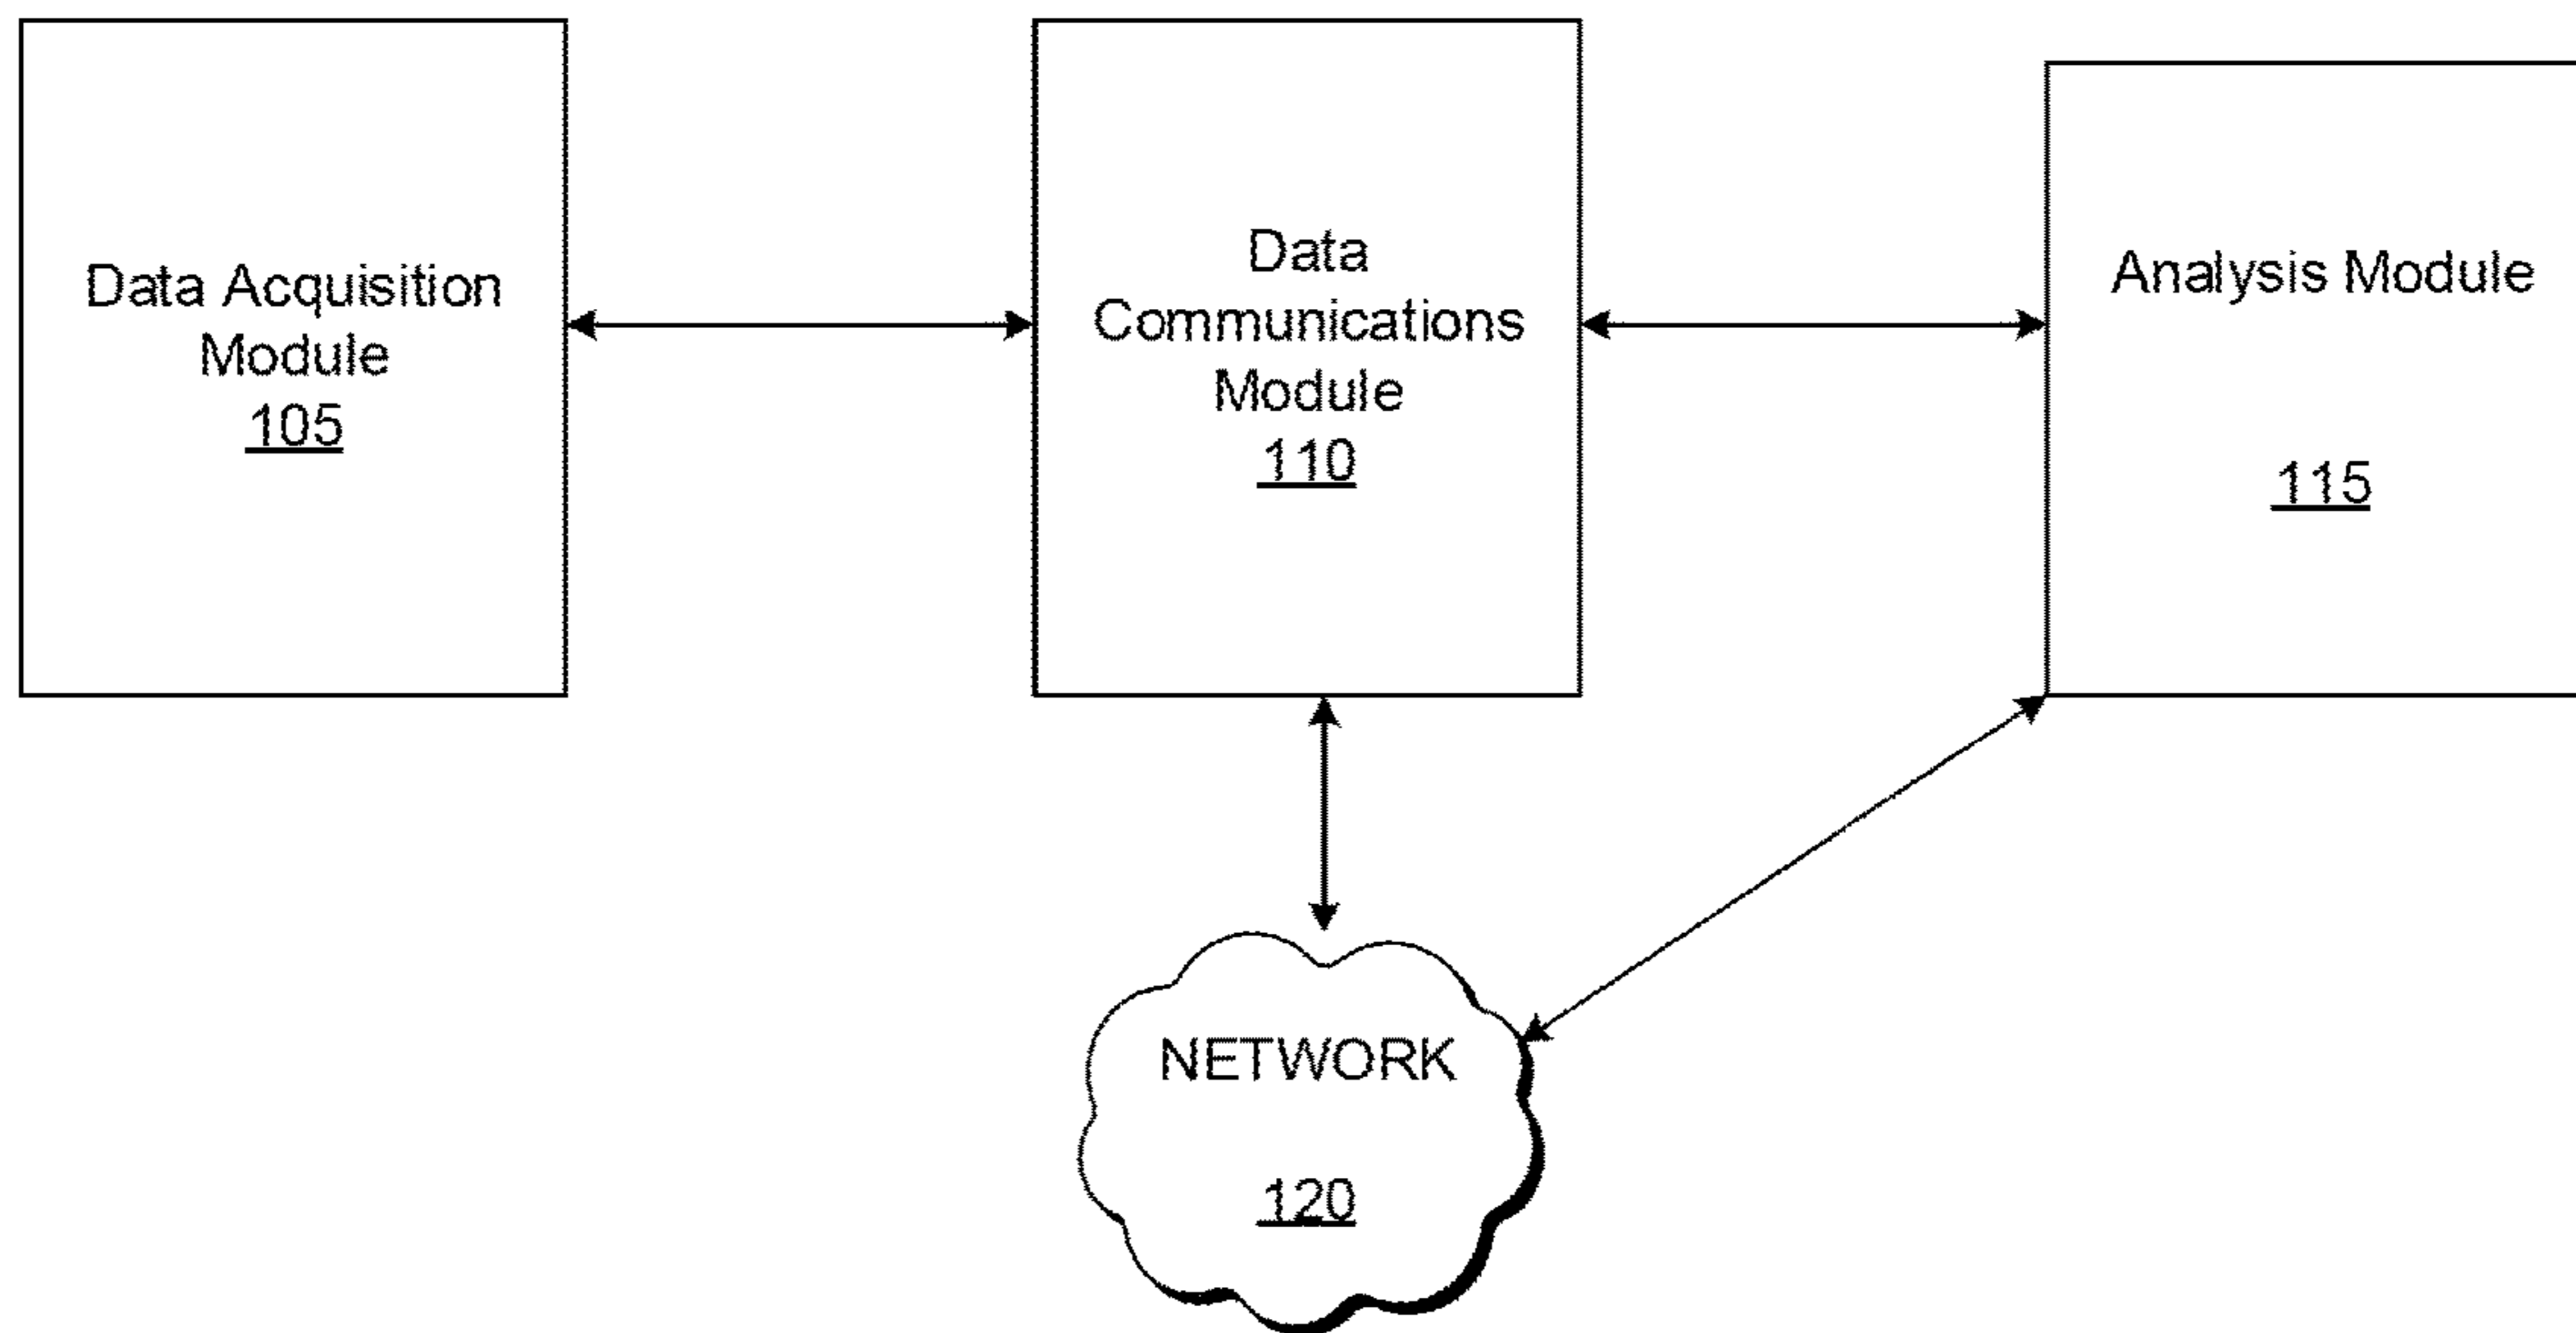 Data Acquisition
Module
105
Data
Communications
Module
110
Analysis Module
115
NETWORK
120